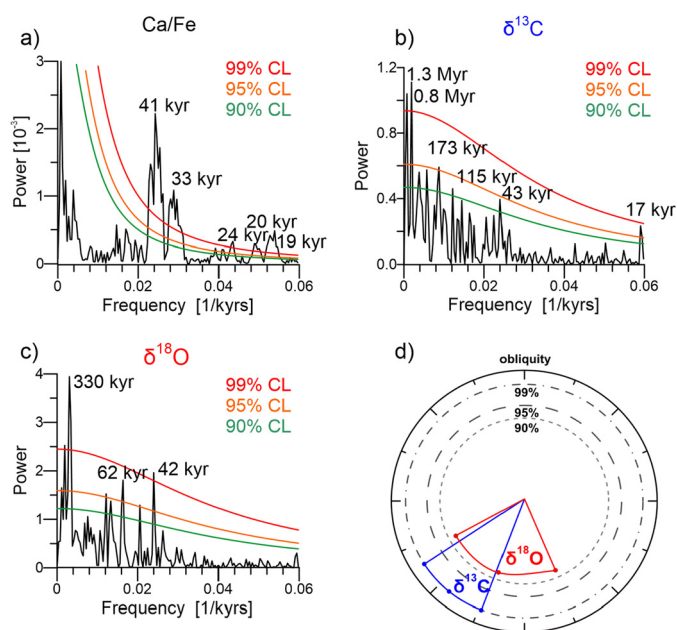 a)
Ca/Fe
99% CL
95% CL
90% CL
41 kyr
33 kyr
24 kyr
20 kyr
19 kyr
Power [10⁻³]
3
2
1
0
0
0.02
0.04
0.06
Frequency [1/kyrs]
b)
δ¹³C
99% CL
95% CL
90% CL
1.3 Myr
0.8 Myr
173 kyr
115 kyr
43 kyr
17 kyr
Power
1.2
0.8
0.4
0.0
0
0.02
0.04
0.06
Frequency [1/kyrs]
c)
δ¹⁸O
99% CL
95% CL
90% CL
330 kyr
62 kyr
42 kyr
Power
4
3
2
1
0
0
0.02
0.04
0.06
Frequency [1/kyrs]
d)
obliquity
99%
95%
90%
δ¹⁸O
δ¹³C